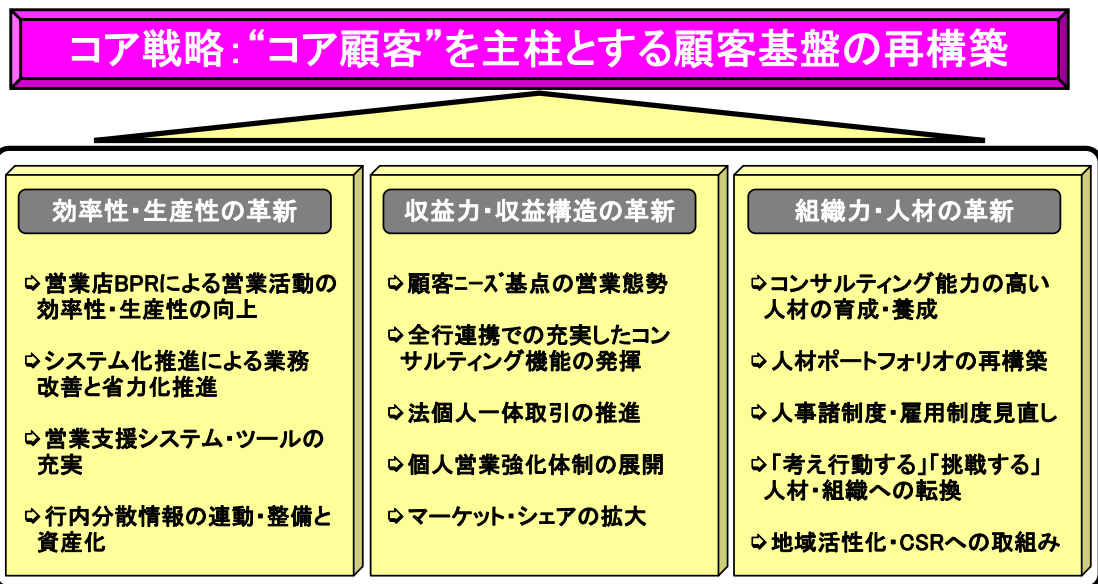 コア戦略：“コア顧客”を主柱とする顧客基盤の再構築
効率性・生産性の革新
⇨営業店BPRによる営業活動の
効率性・生産性の向上
⇨システム化推進による業務
改善と省力化推進
⇨営業支援システム・ツールの
充実
⇨行内分散情報の連動・整備と
資産化
収益力・収益構造の革新
⇨顧客ﾆｰｽﾞ基点の営業態勢
⇨全行連携での充実したコン
サルティング機能の発揮
⇨法個人一体取引の推進
⇨個人営業強化体制の展開
⇨マーケット・シェアの拡大
組織力・人材の革新
⇨コンサルティング能力の高い
人材の育成・養成
⇨人材ポートフォリオの再構築
⇨人事諸制度・雇用制度見直し
⇨「考え行動する」「挑戦する」
人材・組織への転換
⇨地域活性化・CSRへの取組み